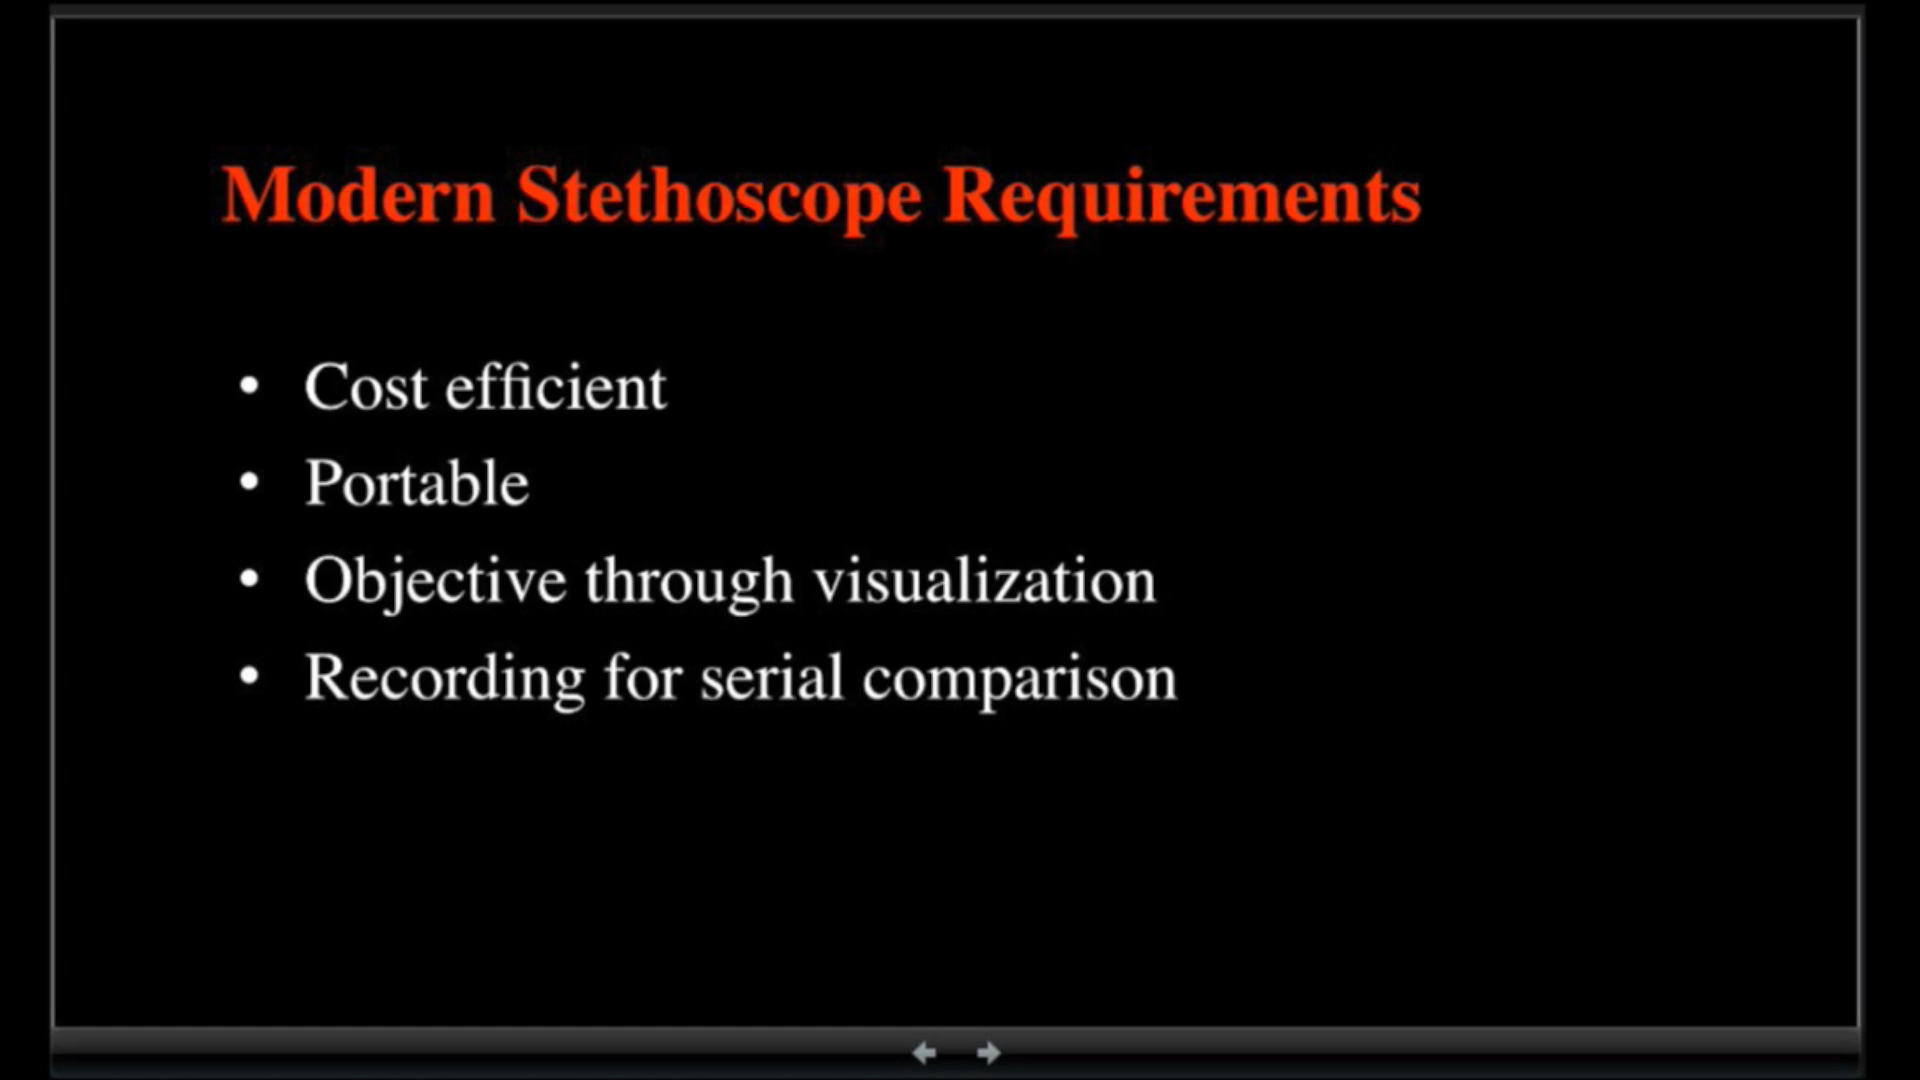 Modern Stethoscope Requirements
• Cost efficient
• Portable
• Objective through visualization
• Recording for serial comparison